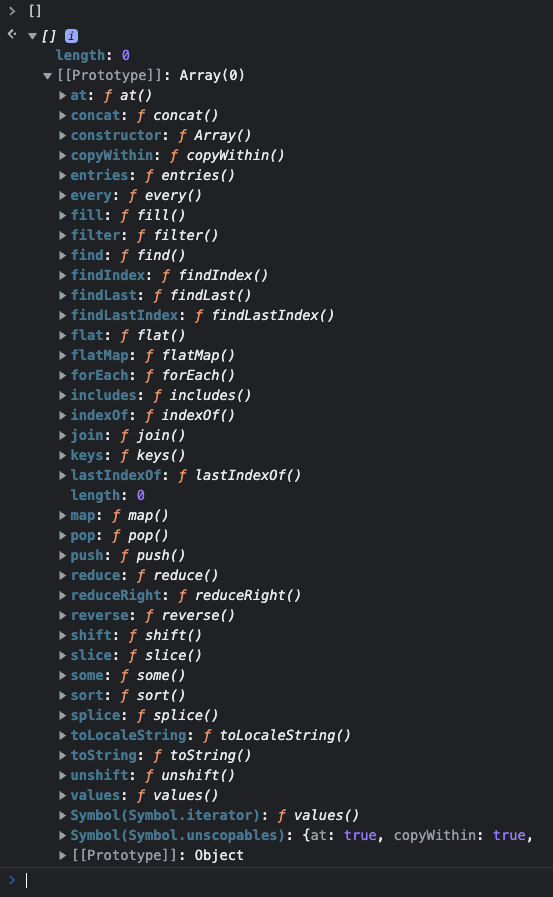 > []
<· ▼ [] i
length: 0
▼ [[Prototype]]: Array(0)
▶ at: ƒ at()
▶ concat: ƒ concat()
▶ constructor: ƒ Array()
▶ copyWithin: ƒ copyWithin()
▶ entries: ƒ entries()
▶ every: ƒ every()
▶ fill: ƒ fill()
▶ filter: ƒ filter()
▶ find: ƒ find()
▶ findIndex: ƒ findIndex()
▶ findLast: ƒ findLast()
▶ findLastIndex: ƒ findLastIndex()
▶ flat: ƒ flat()
▶ flatMap: ƒ flatMap()
▶ forEach: ƒ forEach()
▶ includes: ƒ includes()
▶ indexOf: ƒ indexOf()
▶ join: ƒ join()
▶ keys: ƒ keys()
▶ lastIndexOf: ƒ lastIndexOf()
length: 0
▶ map: ƒ map()
▶ pop: ƒ pop()
▶ push: ƒ push()
▶ reduce: ƒ reduce()
▶ reduceRight: ƒ reduceRight()
▶ reverse: ƒ reverse()
▶ shift: ƒ shift()
▶ slice: ƒ slice()
▶ some: ƒ some()
▶ sort: ƒ sort()
▶ splice: ƒ splice()
▶ toLocaleString: ƒ toLocaleString()
▶ toString: ƒ toString()
▶ unshift: ƒ unshift()
▶ values: ƒ values()
▶ Symbol(Symbol.iterator): ƒ values()
▶ Symbol(Symbol.unscopables): {at: true, copyWithin: true,
▶ [[Prototype]]: Object
>